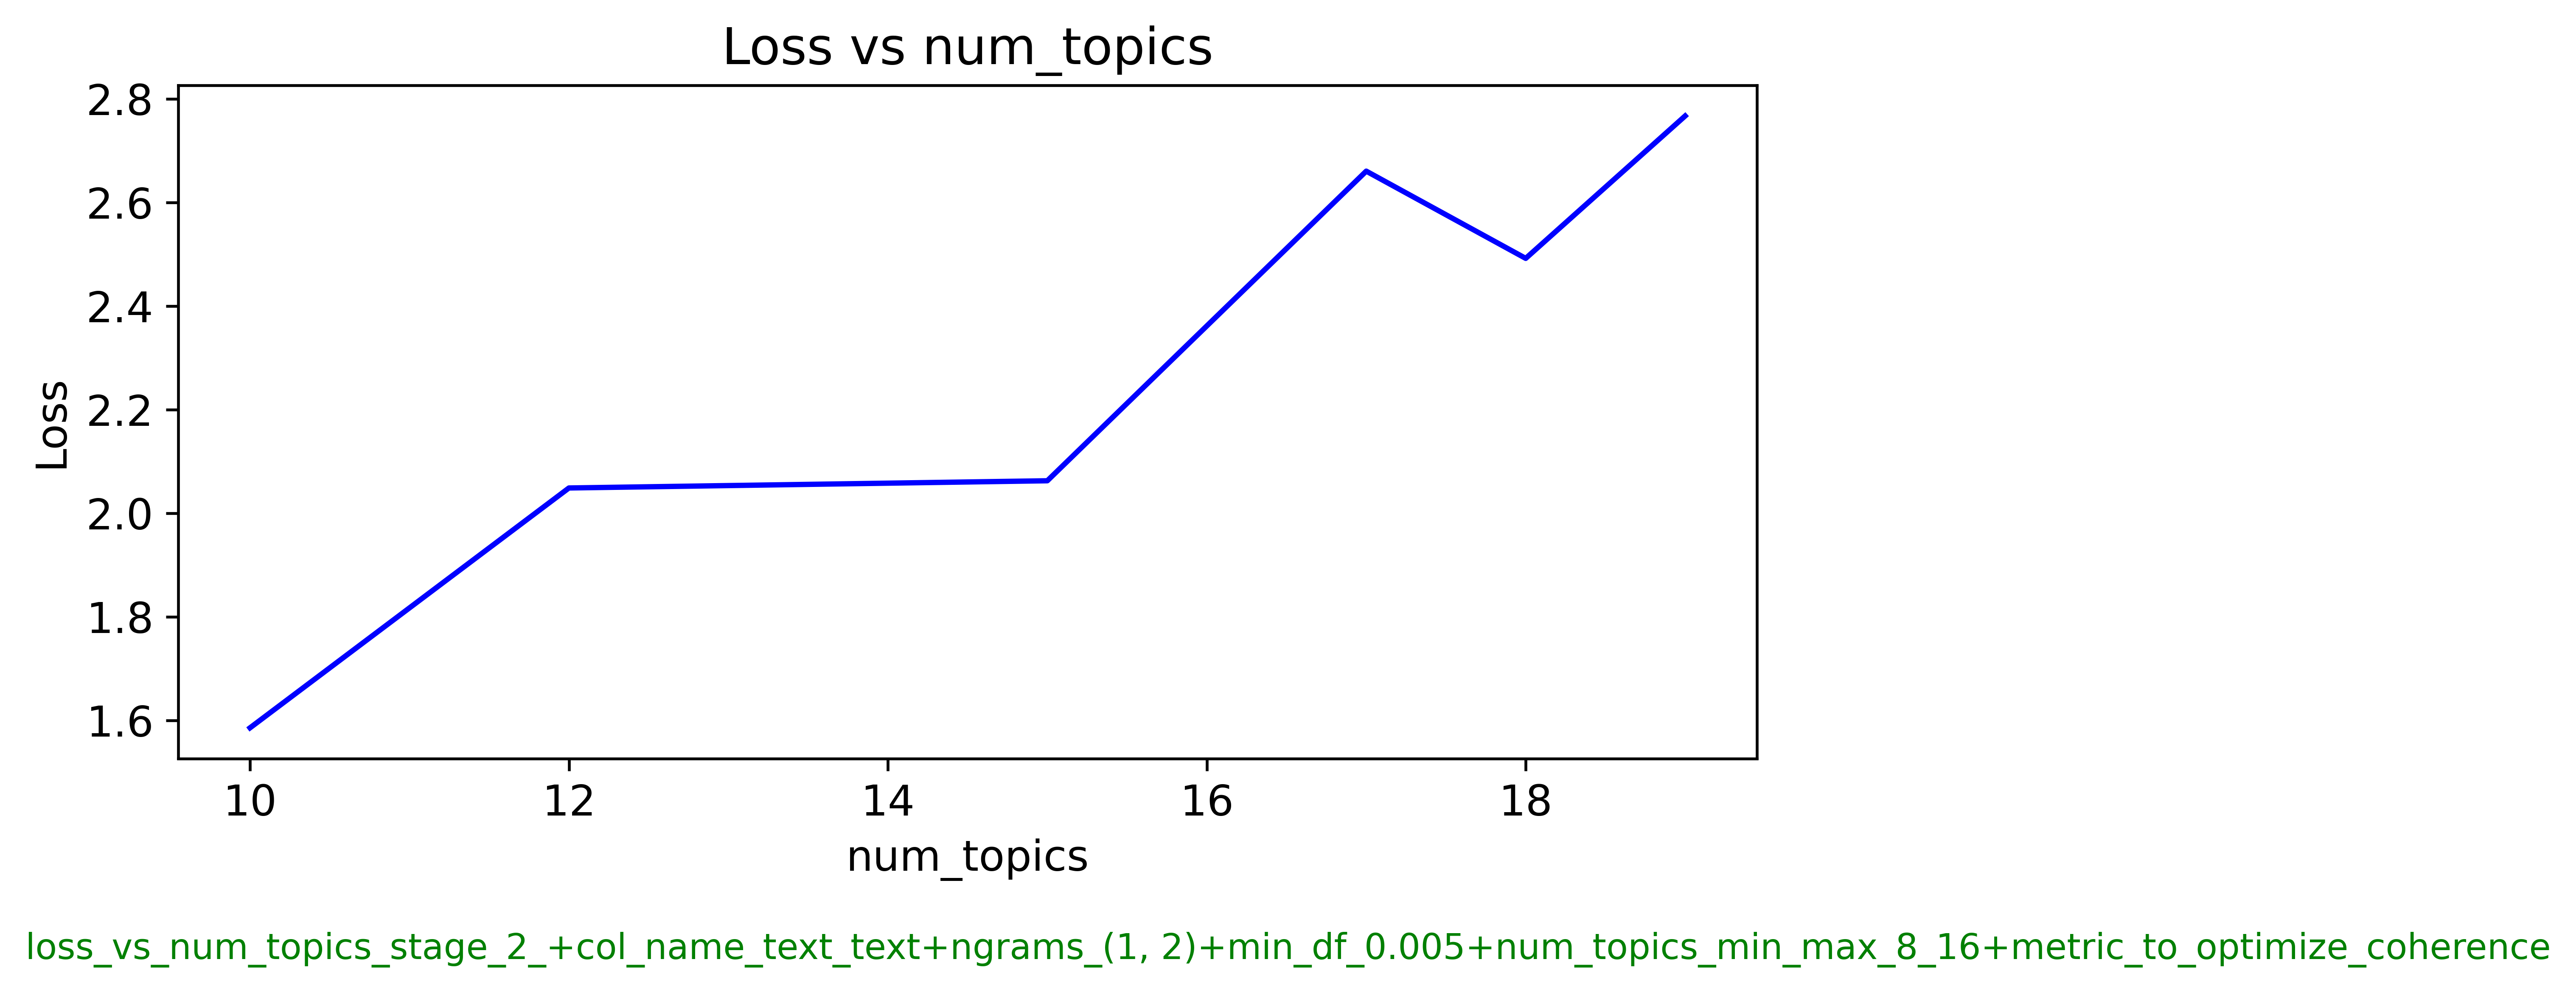 Loss vs num_topics
2.8
2.6
2.4
2.2
2.0
1.8
1.6
Loss
10 12 14 16 18
num_topics
loss_vs_num_topics_stage_2_+col_name_text_text+ngrams_(1, 2)+min_df_0.005+num_topics_min_max_8_16+metric_to_optimize_coherence